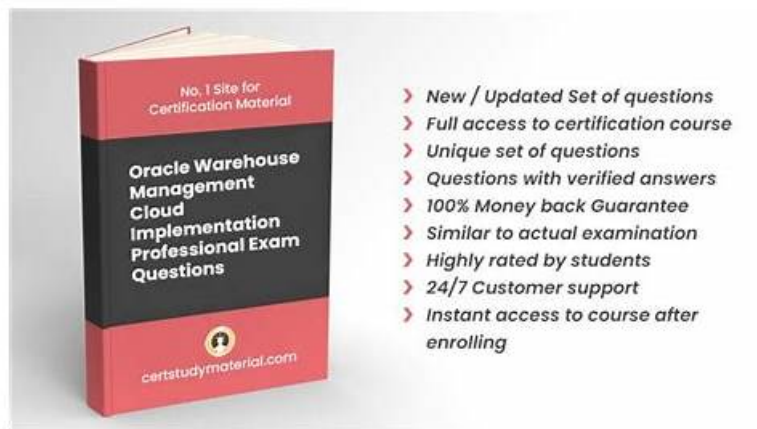 No. 1 Site for
Certification Material
Oracle Warehouse
Management
Cloud
Implementation
Professional Exam
Questions
certstudymaterial.com
New / Updated Set of questions
Full access to certification course
Unique set of questions
Questions with verified answers
100% Money back Guarantee
Similar to actual examination
Highly rated by students
24/7 Customer support
Instant access to course after
enrolling